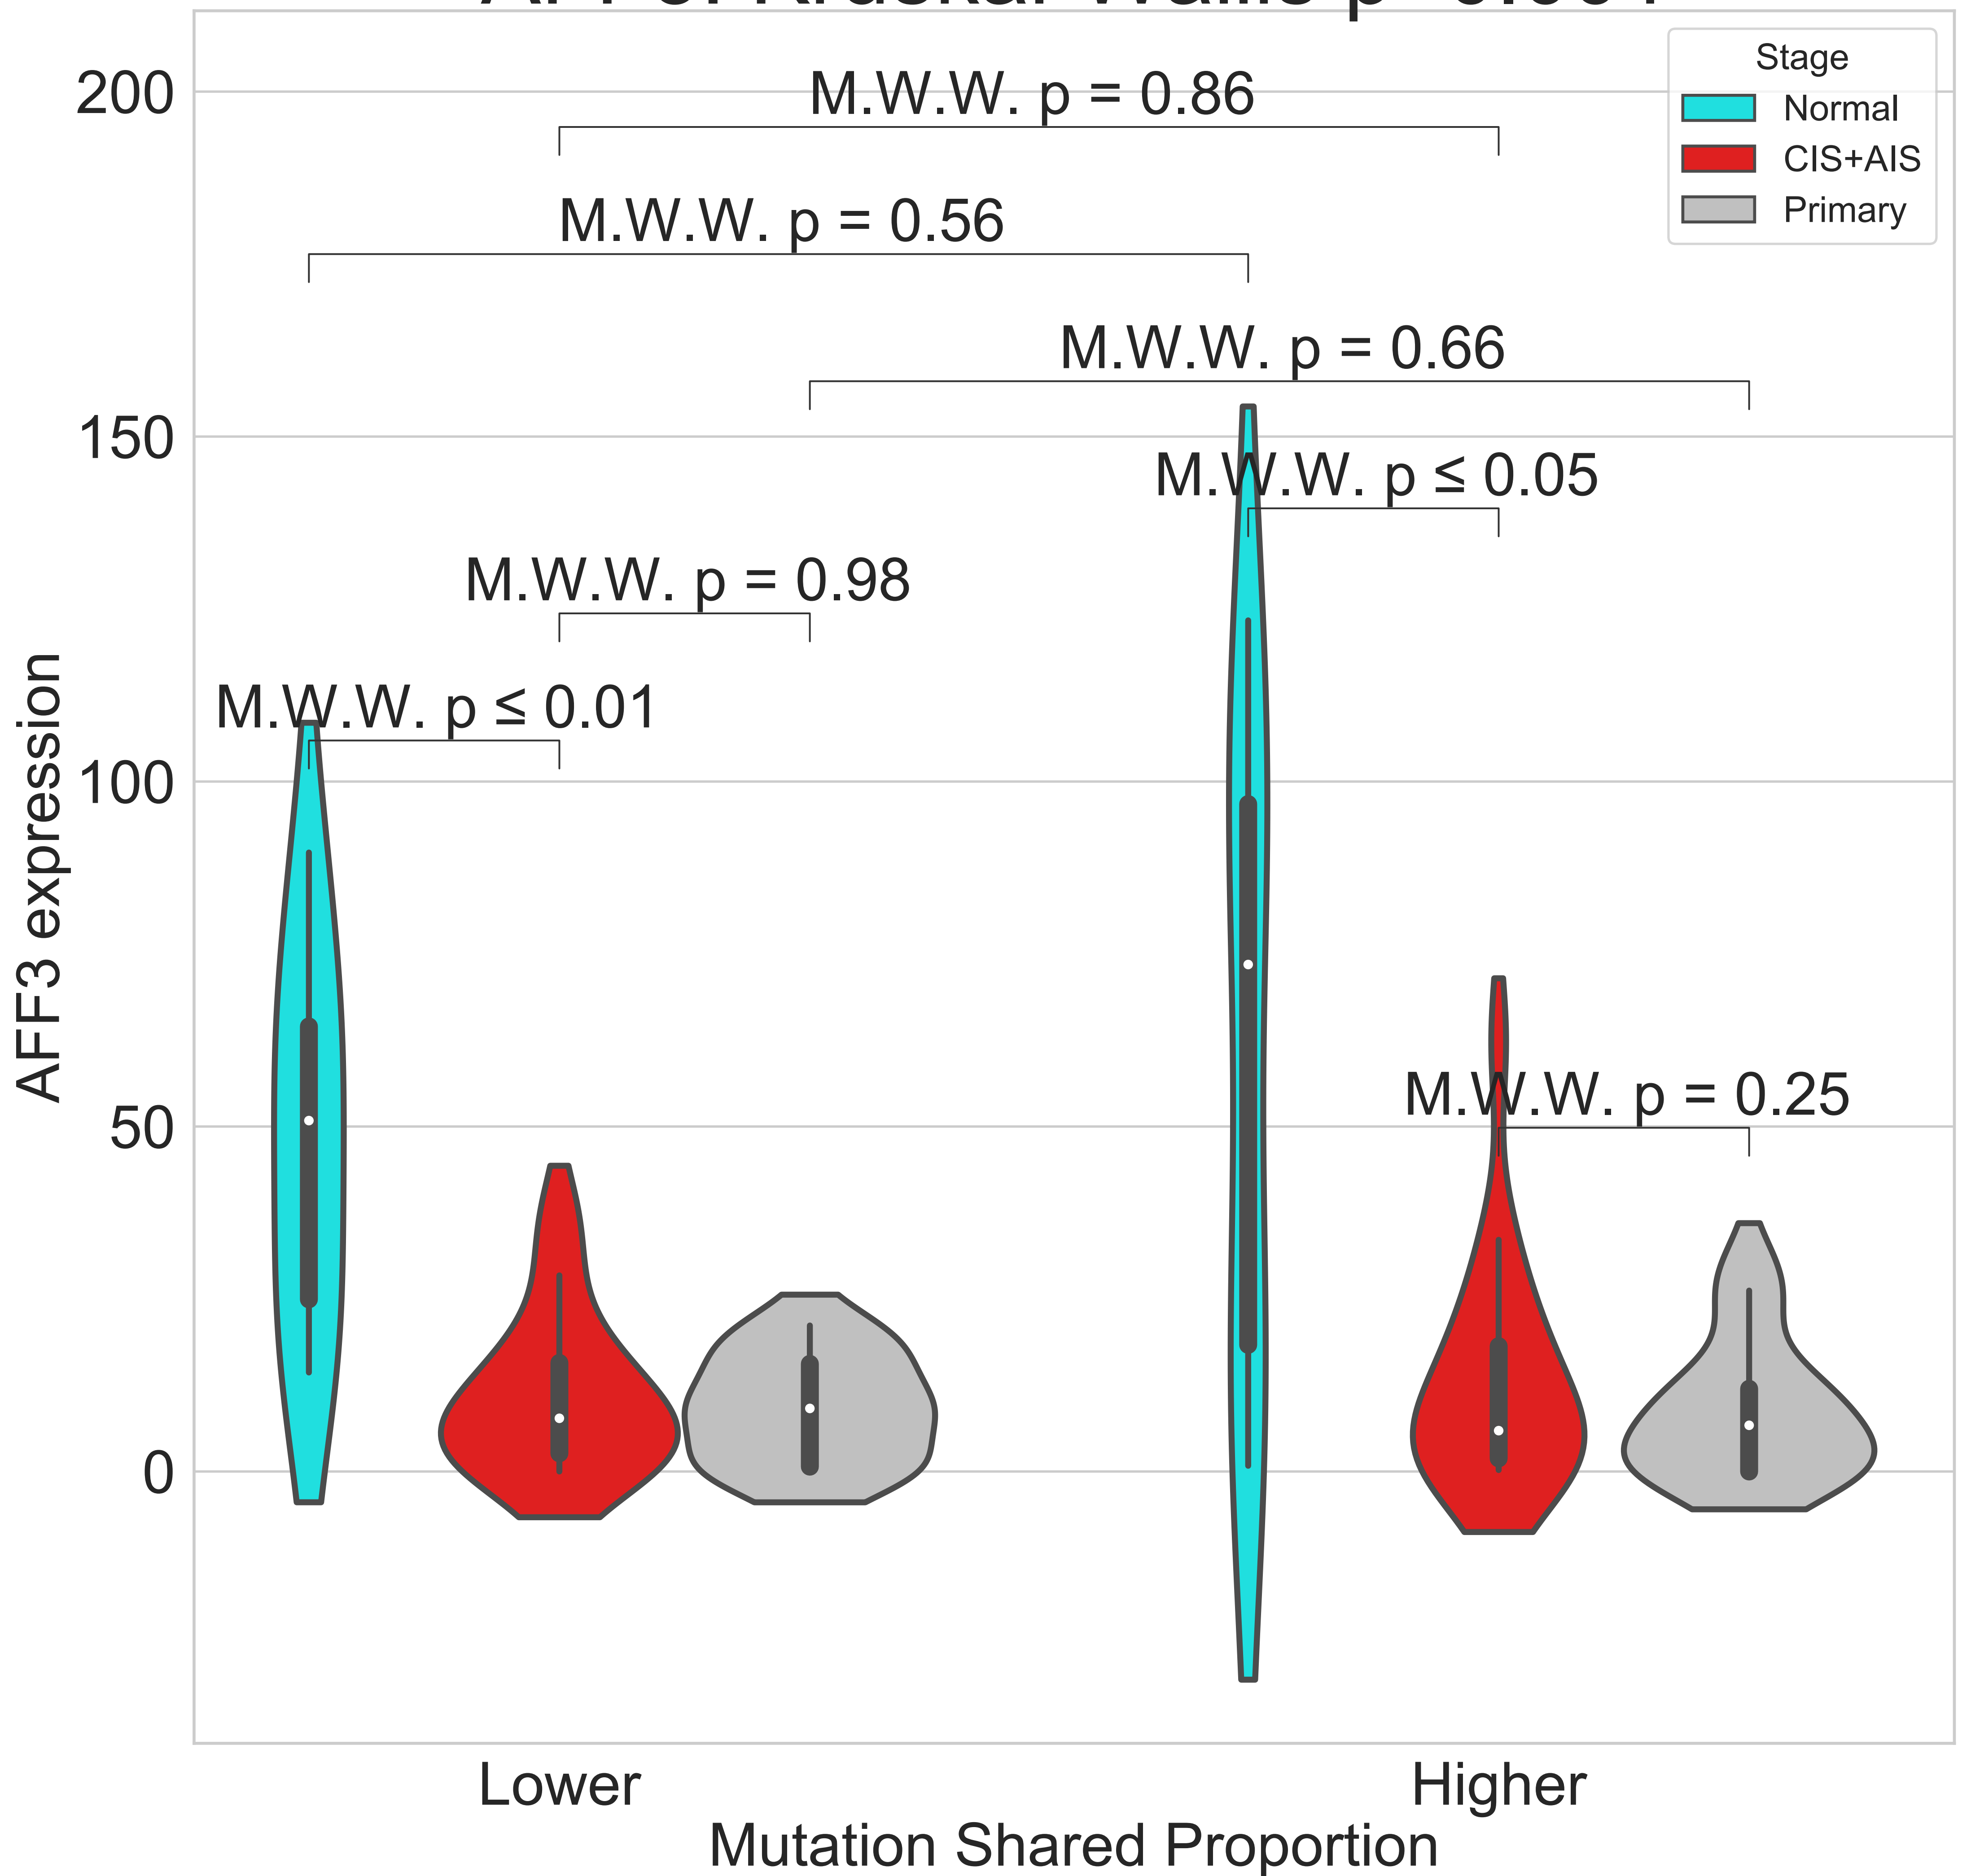 200
150
100
50
0
AFF3 expression
M.W.W. p = 0.86
M.W.W. p = 0.56
M.W.W. p = 0.66
M.W.W. p ≤ 0.05
M.W.W. p = 0.98
M.W.W. p ≤ 0.01
M.W.W. p = 0.25
Stage
Normal
CIS+AIS
Primary
Lower
Higher
Mutation Shared Proportion